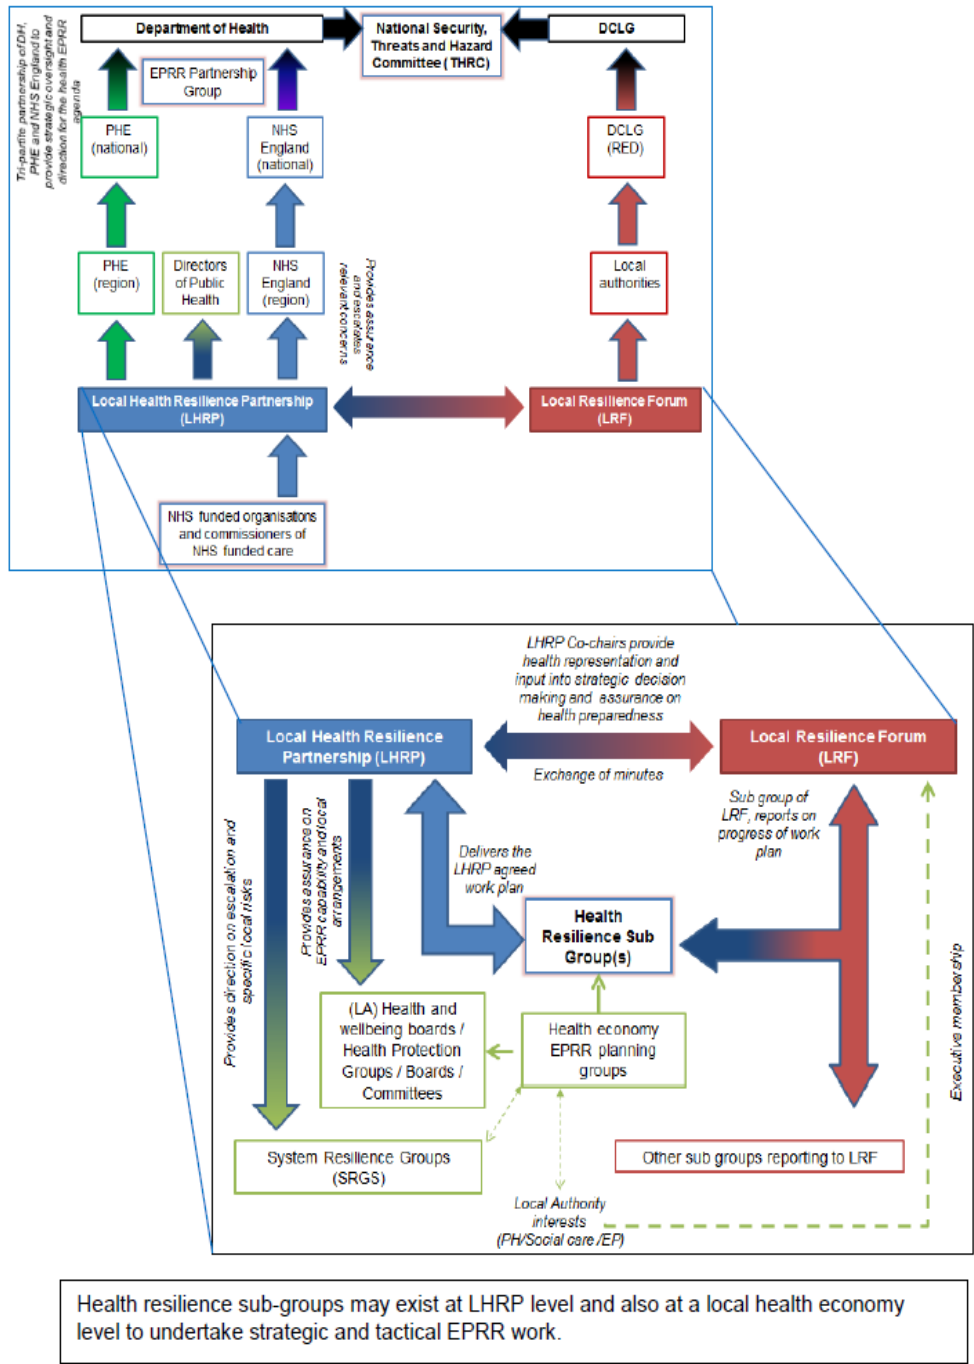 Department of Health
National Security,
Threats and Hazard
Committee ( THRC)
DCLG
Tri-partite partnership of DH,
PHE and NHS England to
provide strategic oversight and
direction for the health EPRR
agenda
EPRR Partnership
Group
PHE
(national)
NHS
England
(national)
DCLG
(RED)
PHE
(region)
Directors
of Public
Health
NHS
England
(region)
Provides assurance
and escalates
relevant concerns
Local
authorities
Local Health Resilience Partnership
(LHRP)
Local Resilience Forum
(LRF)
NHS funded organisations
and commissioners of
NHS funded care
LHRP Co-chairs provide
health representation and
input into strategic decision
making and assurance on
health preparedness
Local Health Resilience
Partnership (LHRP)
Local Resilience Forum
(LRF)
Exchange of minutes
Sub group of
LRF, reports on
progress of work
plan
Provides direction on escalation and
specific local risks
Provides assurance on
EPRR capability and local
arrangements
Delivers the
LHRP agreed
work plan
Health
Resilience Sub
Group(s)
Executive membership
(LA) Health and
wellbeing boards /
Health Protection
Groups / Boards /
Committees
Health economy
EPRR planning
groups
System Resilience Groups
(SRGS)
Other sub groups reporting to LRF
Local Authority
interests
(PH/Social care /EP)
Health resilience sub-groups may exist at LHRP level and also at a local health economy
level to undertake strategic and tactical EPRR work.